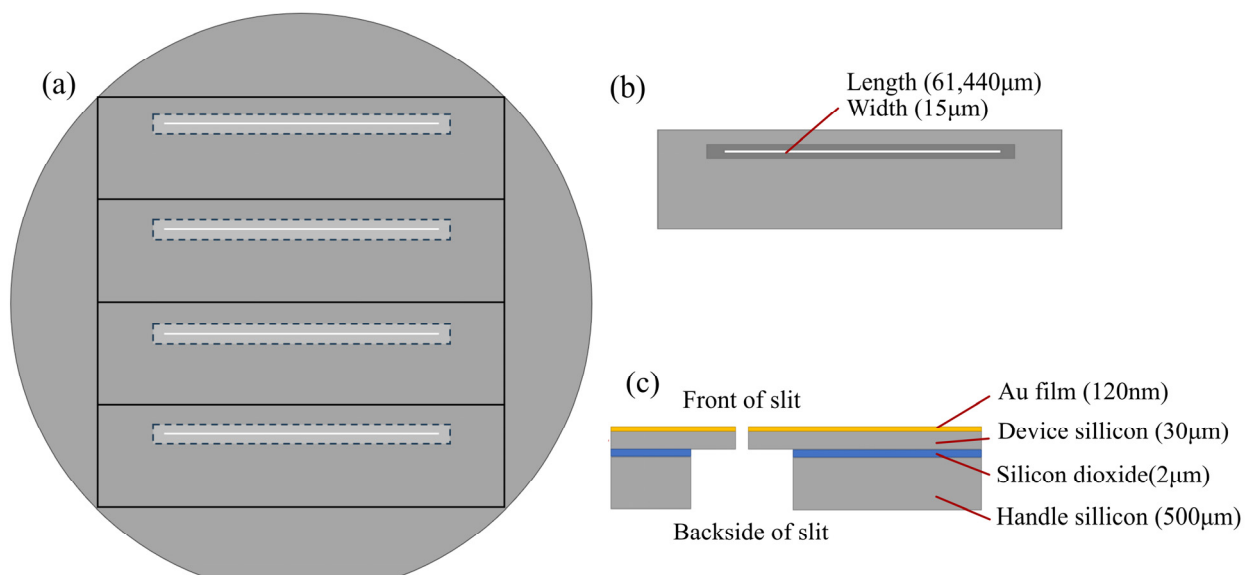 (a)
(b)
Length (61,440μm)
Width (15μm)
(c)
Front of slit
Au film (120nm)
Device sillicon (30μm)
Silicon dioxide(2μm)
Handle sillicon (500μm)
Backside of slit